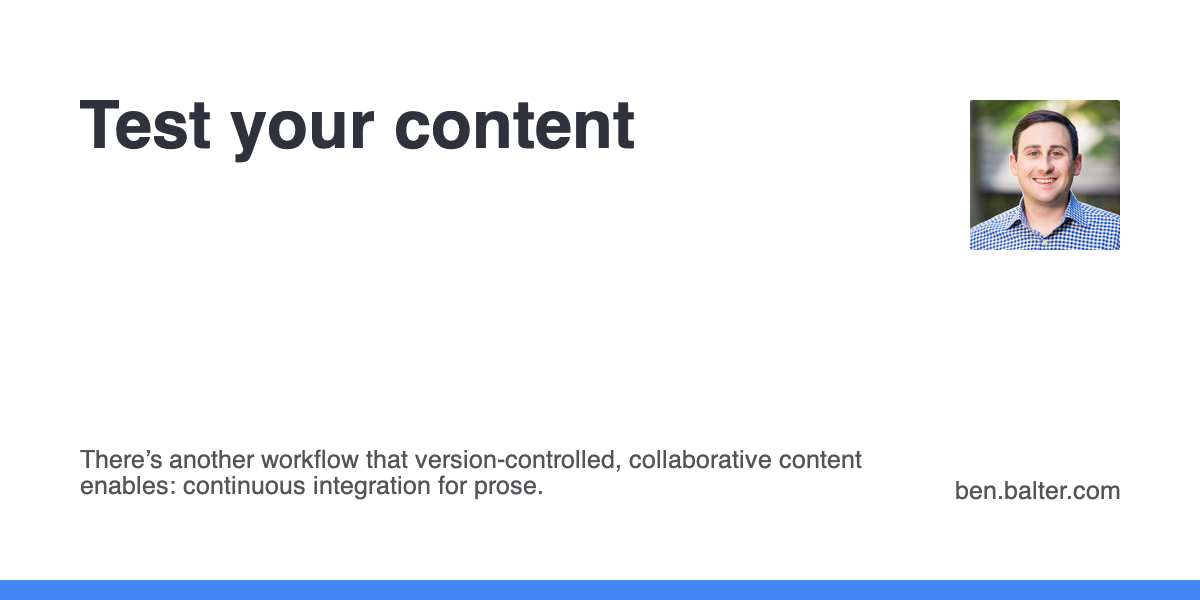 Test your content
There’s another workflow that version-controlled, collaborative content
enables: continuous integration for prose.
ben.balter.com